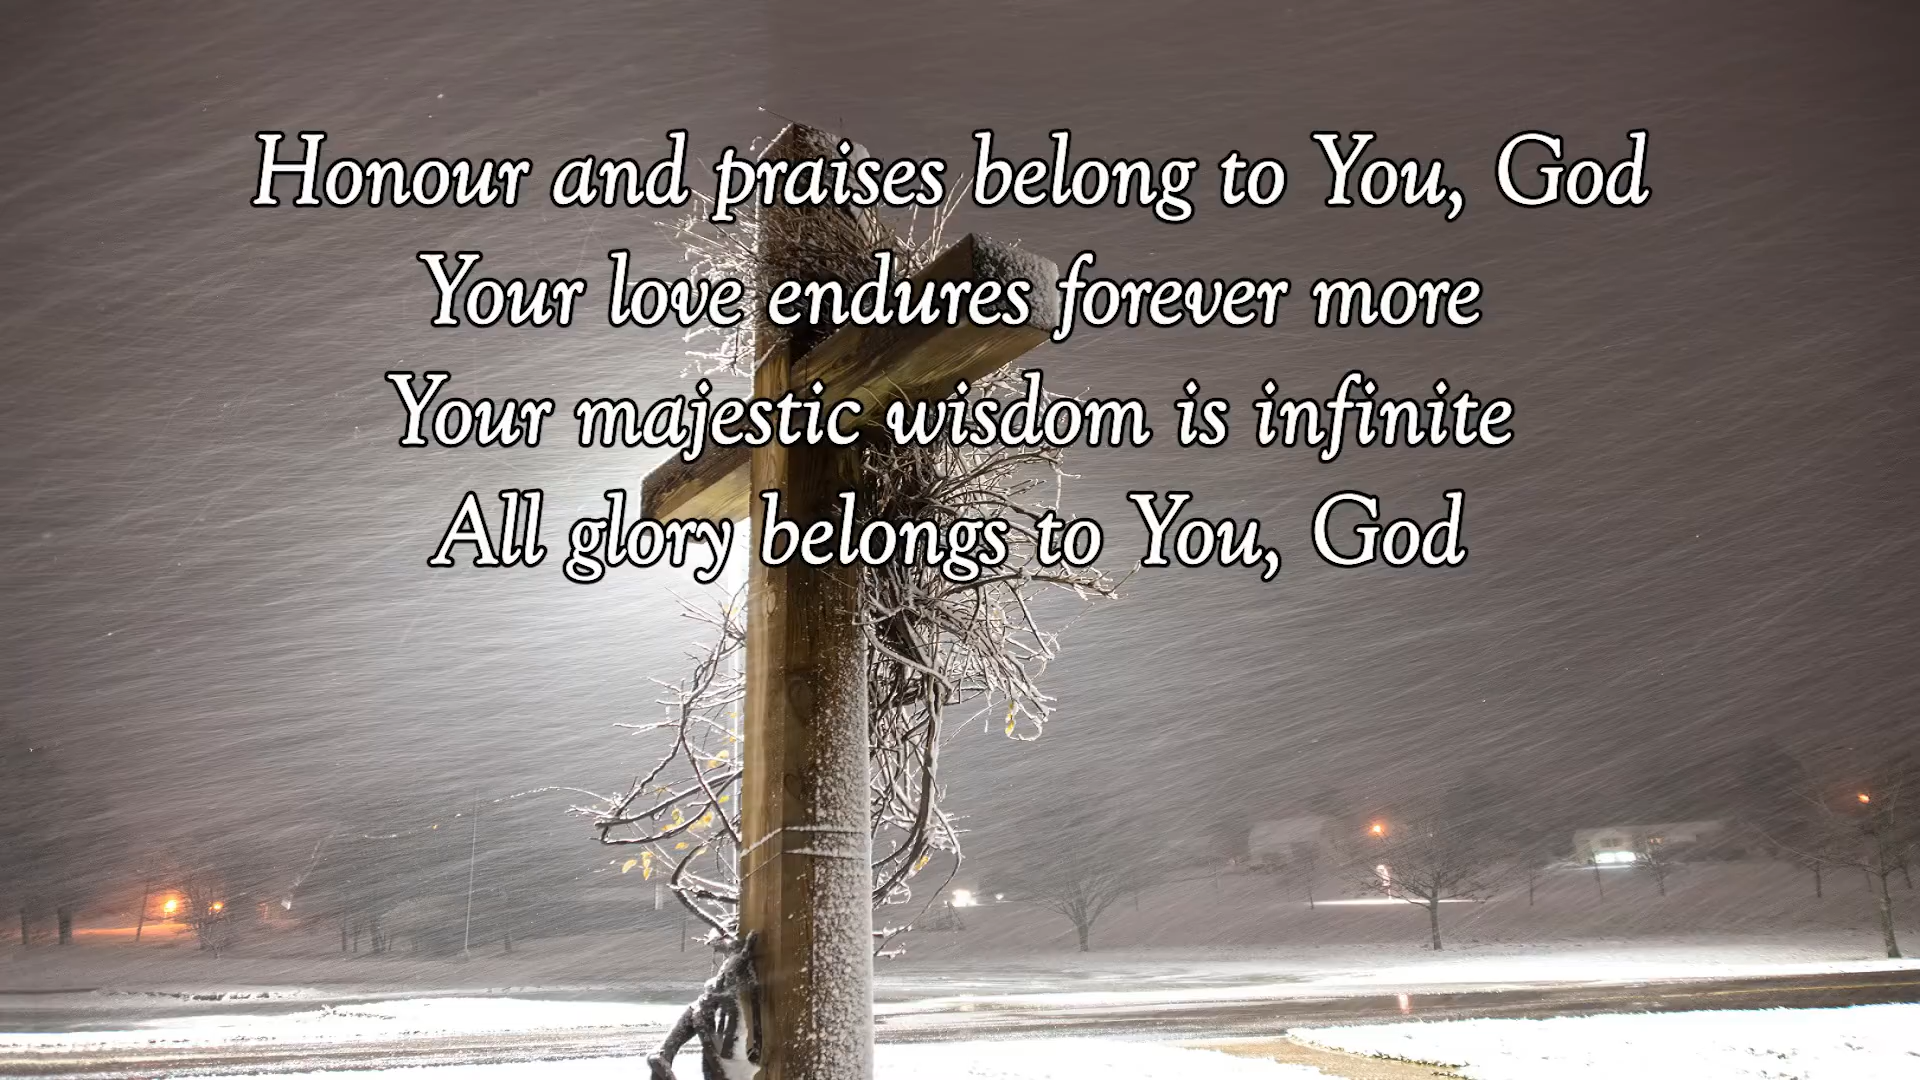 Honour and praises belong to You, God
Your love endures forever more
Your majestic wisdom is infinite
All glory belongs to You, God